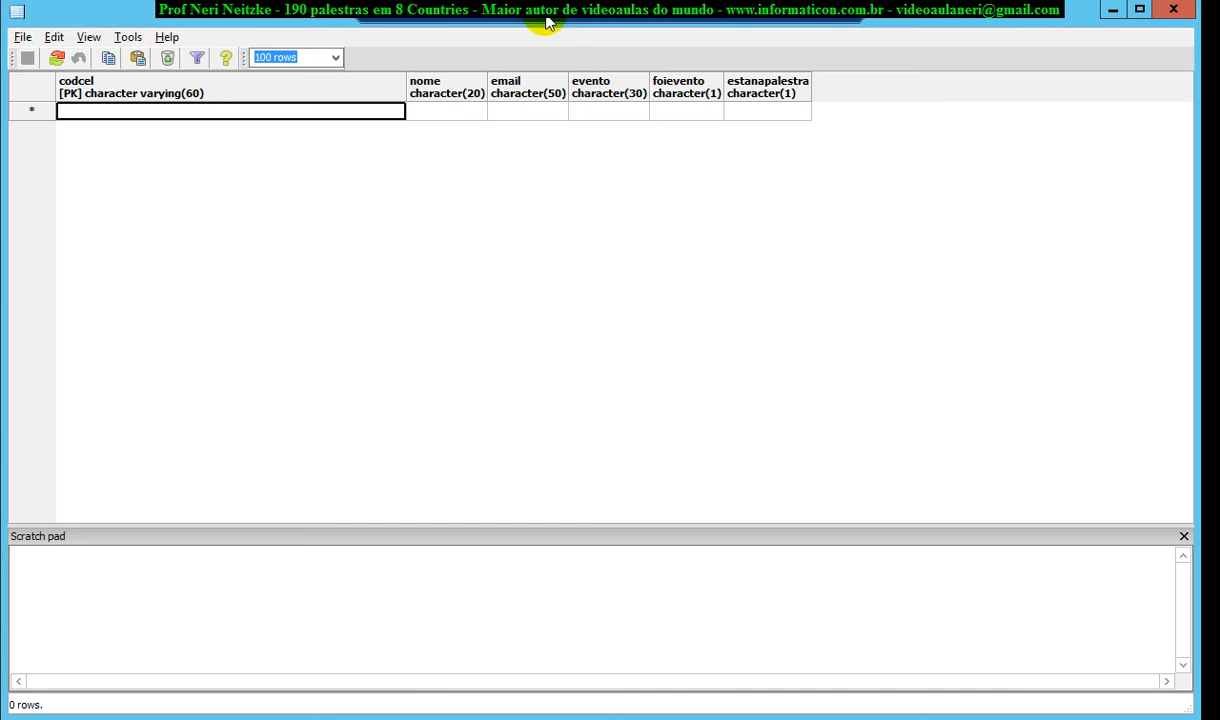 Prof Neri Neitzke - 190 palestras em 8 Countries - Maior autor de videoaulas do mundo - www.informaticon.com.br - videoaulaneri@gmail.com
File Edit View Tools Help
100 rows
codcel nome email evento foievento estanapalestra
[PK] character varying(60) character(20) character(50) character(30) character(1) character(1)
*
Scratch pad
0 rows.